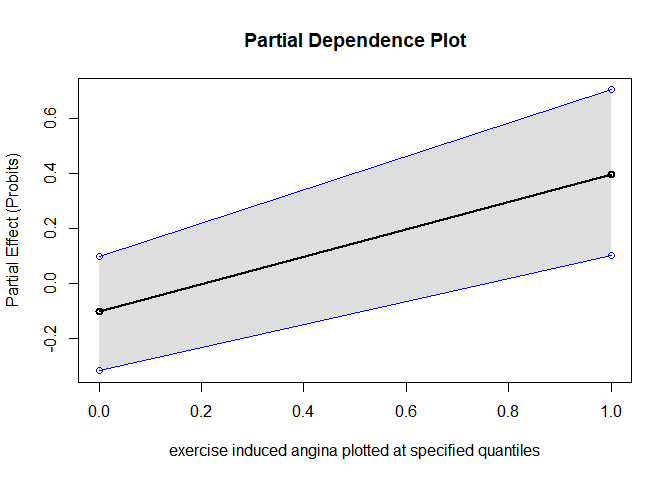 Partial Dependence Plot
Partial Effect (Probits)
0.6
0.4
0.2
0.0
-0.2
0.0 0.2 0.4 0.6 0.8 1.0
exercise induced angina plotted at specified quantiles